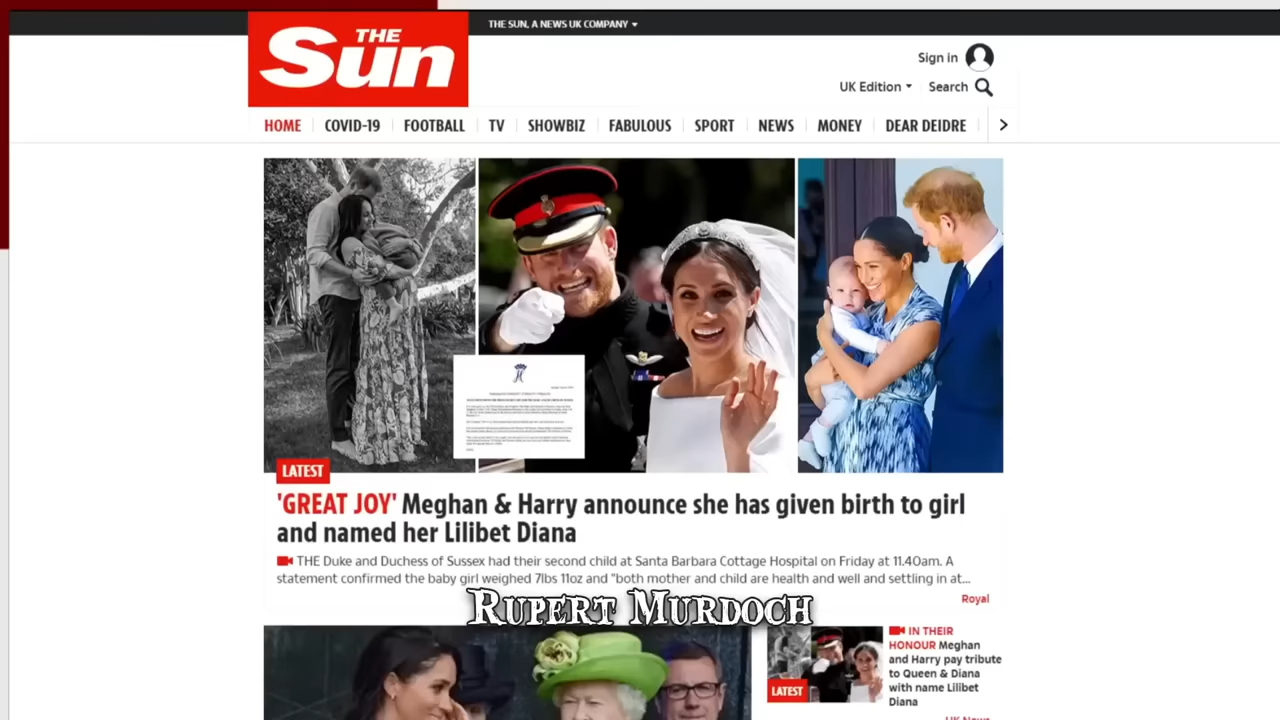 THE SUN, A NEWS UK COMPANY
THE
Sun
Sign in
UK Edition
Search
HOME
COVID-19
FOOTBALL
TV
SHOWBIZ
FABULOUS
SPORT
NEWS
MONEY
DEAR DEIDRE
LATEST
'GREAT JOY' Meghan & Harry announce she has given birth to girl
and named her Lilibet Diana
THE Duke and Duchess of Sussex had their second child at Santa Barbara Cottage Hospital on Friday at 11.40am. A
statement confirmed the baby girl weighed 7lbs 11oz and "both mother and child are health and well and settling in at...
Royal
RUPERT MURDOCH
LATEST
IN THEIR
HONOUR Meghan
and Harry pay tribute
to Queen & Diana
with name Lilibet
Diana